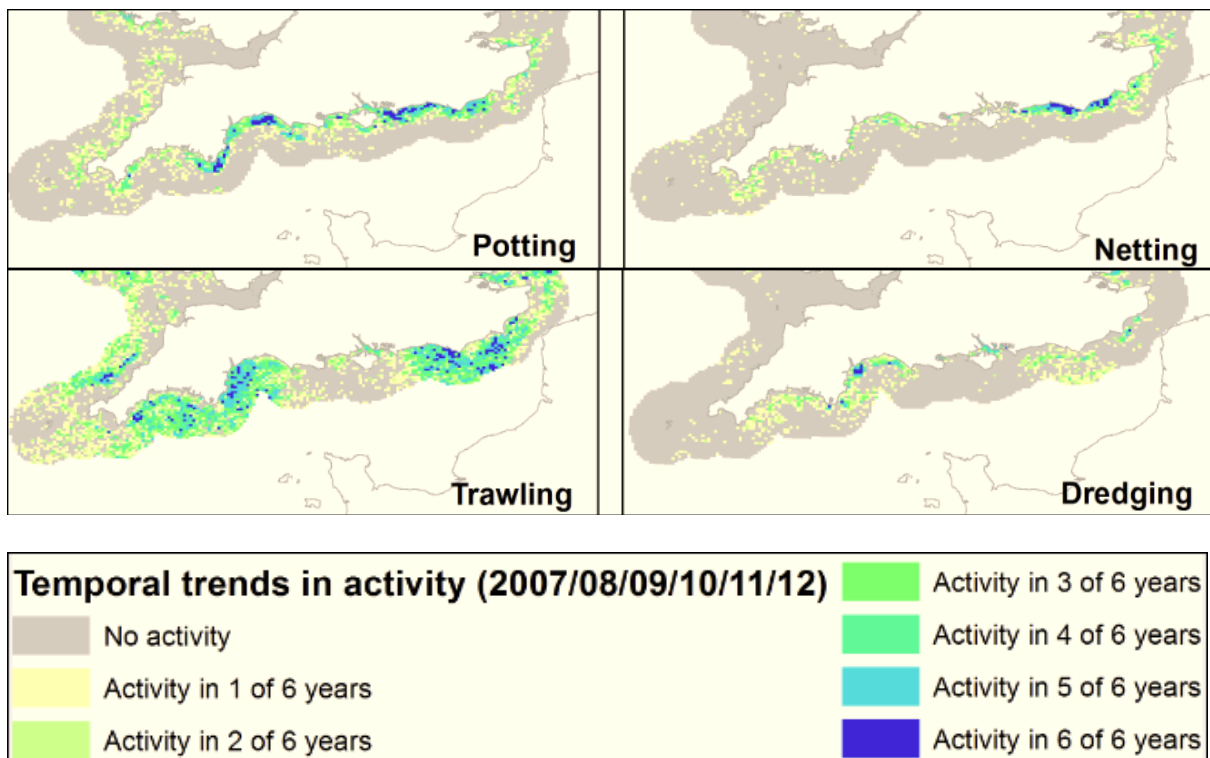 Potting
Netting
Trawling
Dredging
Temporal trends in activity (2007/08/09/10/11/12)
No activity
Activity in 1 of 6 years
Activity in 2 of 6 years
Activity in 3 of 6 years
Activity in 4 of 6 years
Activity in 5 of 6 years
Activity in 6 of 6 years